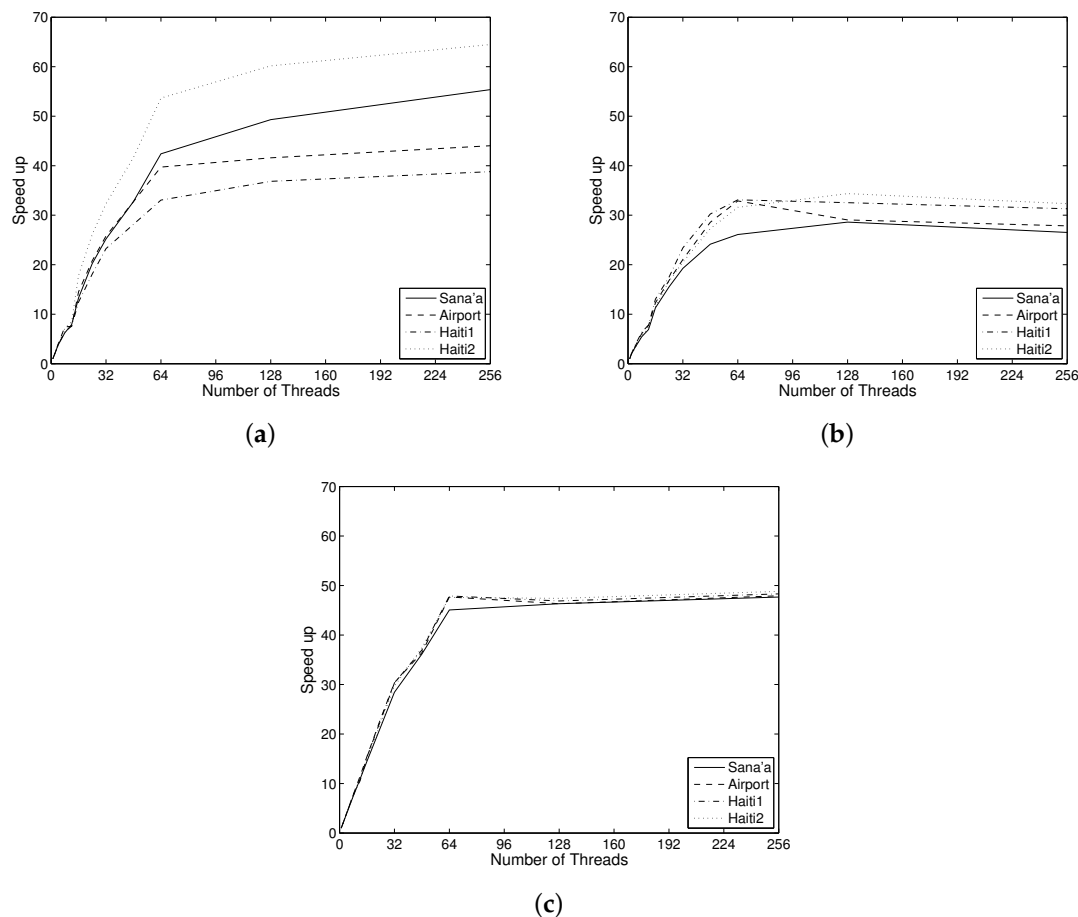 70
60
50
40
30
20
10
0
Speed up
0 32 64 96 128 160 192 224 256
Number of Threads
Sana'a
Airport
Haiti1
Haiti2
(a)
70
60
50
40
30
20
10
0
Speed up
0 32 64 96 128 160 192 224 256
Number of Threads
Sana'a
Airport
Haiti1
Haiti2
(b)
70
60
50
40
30
20
10
0
Speed up
0 32 64 96 128 160 192 224 256
Number of Threads
Sana'a
Airport
Haiti1
Haiti2
(c)